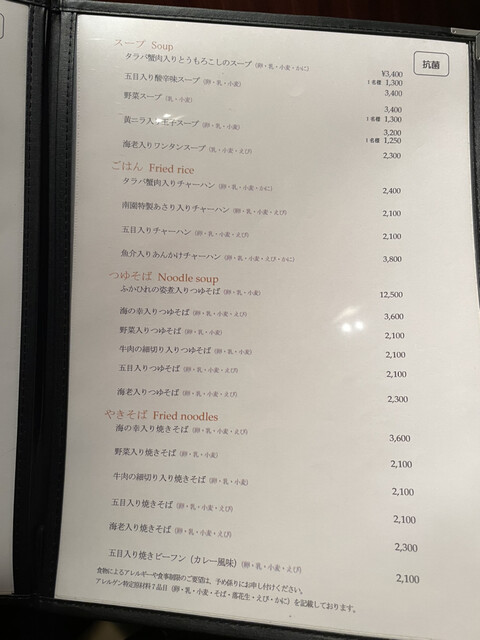 抗菌
スープ Soup
タラバ蟹肉入りとうもろこしのスープ（卵・乳・小麦・かに） ¥3,400
1名様 1,300
五目入り酸辛味スープ（卵・乳・小麦） 3,400
野菜スープ（乳・小麦） 3,400
1名様 1,300
黄ニラ入 玉子スープ（卵・乳・小麦） 3,200
1名様 1,250
海老入りワンタンスープ（乳・小麦・えび） 2,300
ごはん Fried rice
タラバ蟹肉入りチャーハン（卵・乳・小麦・かに） 2,400
南園特製あさり入りチャーハン（卵・乳・小麦・えび） 2,100
五目入りチャーハン（卵・乳・小麦・えび） 2,100
魚介入りあんかけチャーハン（卵・乳・小麦・えび・かに） 3,800
つゆそば Noodle soup
ふかひれの姿煮入りつゆそば（卵・乳・小麦） 12,500
海の幸入りつゆそば（卵・乳・小麦・えび） 3,600
野菜入りつゆそば（卵・乳・小麦） 2,100
牛肉の細切り入りつゆそば（卵・乳・小麦） 2,100
五目入りつゆそば（卵・乳・小麦・えび） 2,100
海老入りつゆそば（卵・乳・小麦・えび） 2,300
やきそば Fried noodles
海の幸入り焼きそば（卵・乳・小麦・えび） 3,600
野菜入り焼きそば（卵・乳・小麦） 2,100
牛肉の細切り入り焼きそば（卵・乳・小麦） 2,100
五目入り焼きそば（卵・乳・小麦・えび） 2,100
海老入り焼きそば（卵・乳・小麦・えび） 2,300
五目入り焼きビーフン（カレー風味）（卵・乳・小麦・えび） 2,100
食物によるアレルギーや食事制限のご要望は、予め係りにお申し付けください。
アレルゲン特定原材料７品目（卵・乳・小麦・そば・落花生・えび・かに）を記載しております。